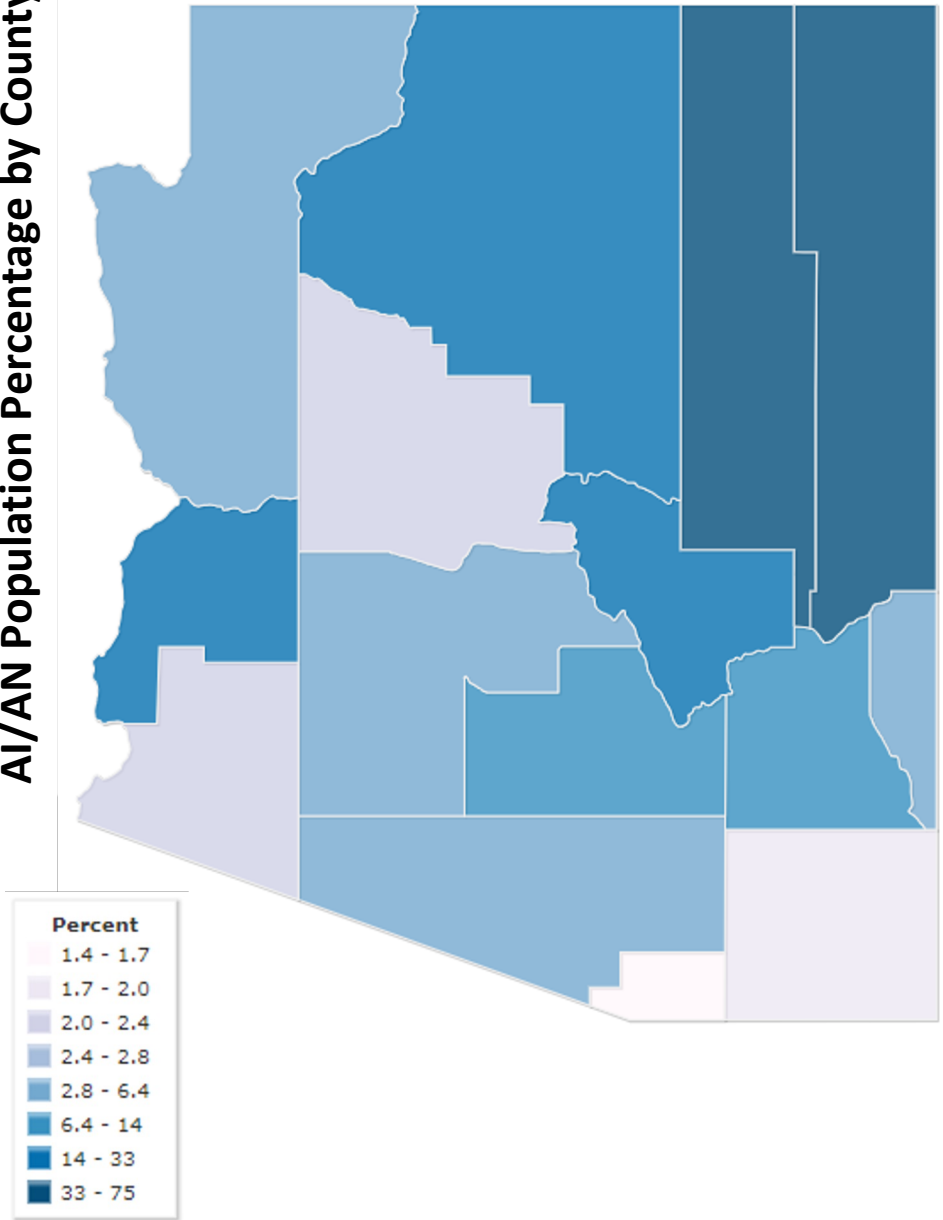 AI/AN Population Percentage by County
Percent
1.4 - 1.7
1.7 - 2.0
2.0 - 2.4
2.4 - 2.8
2.8 - 6.4
6.4 - 14
14 - 33
33 - 75